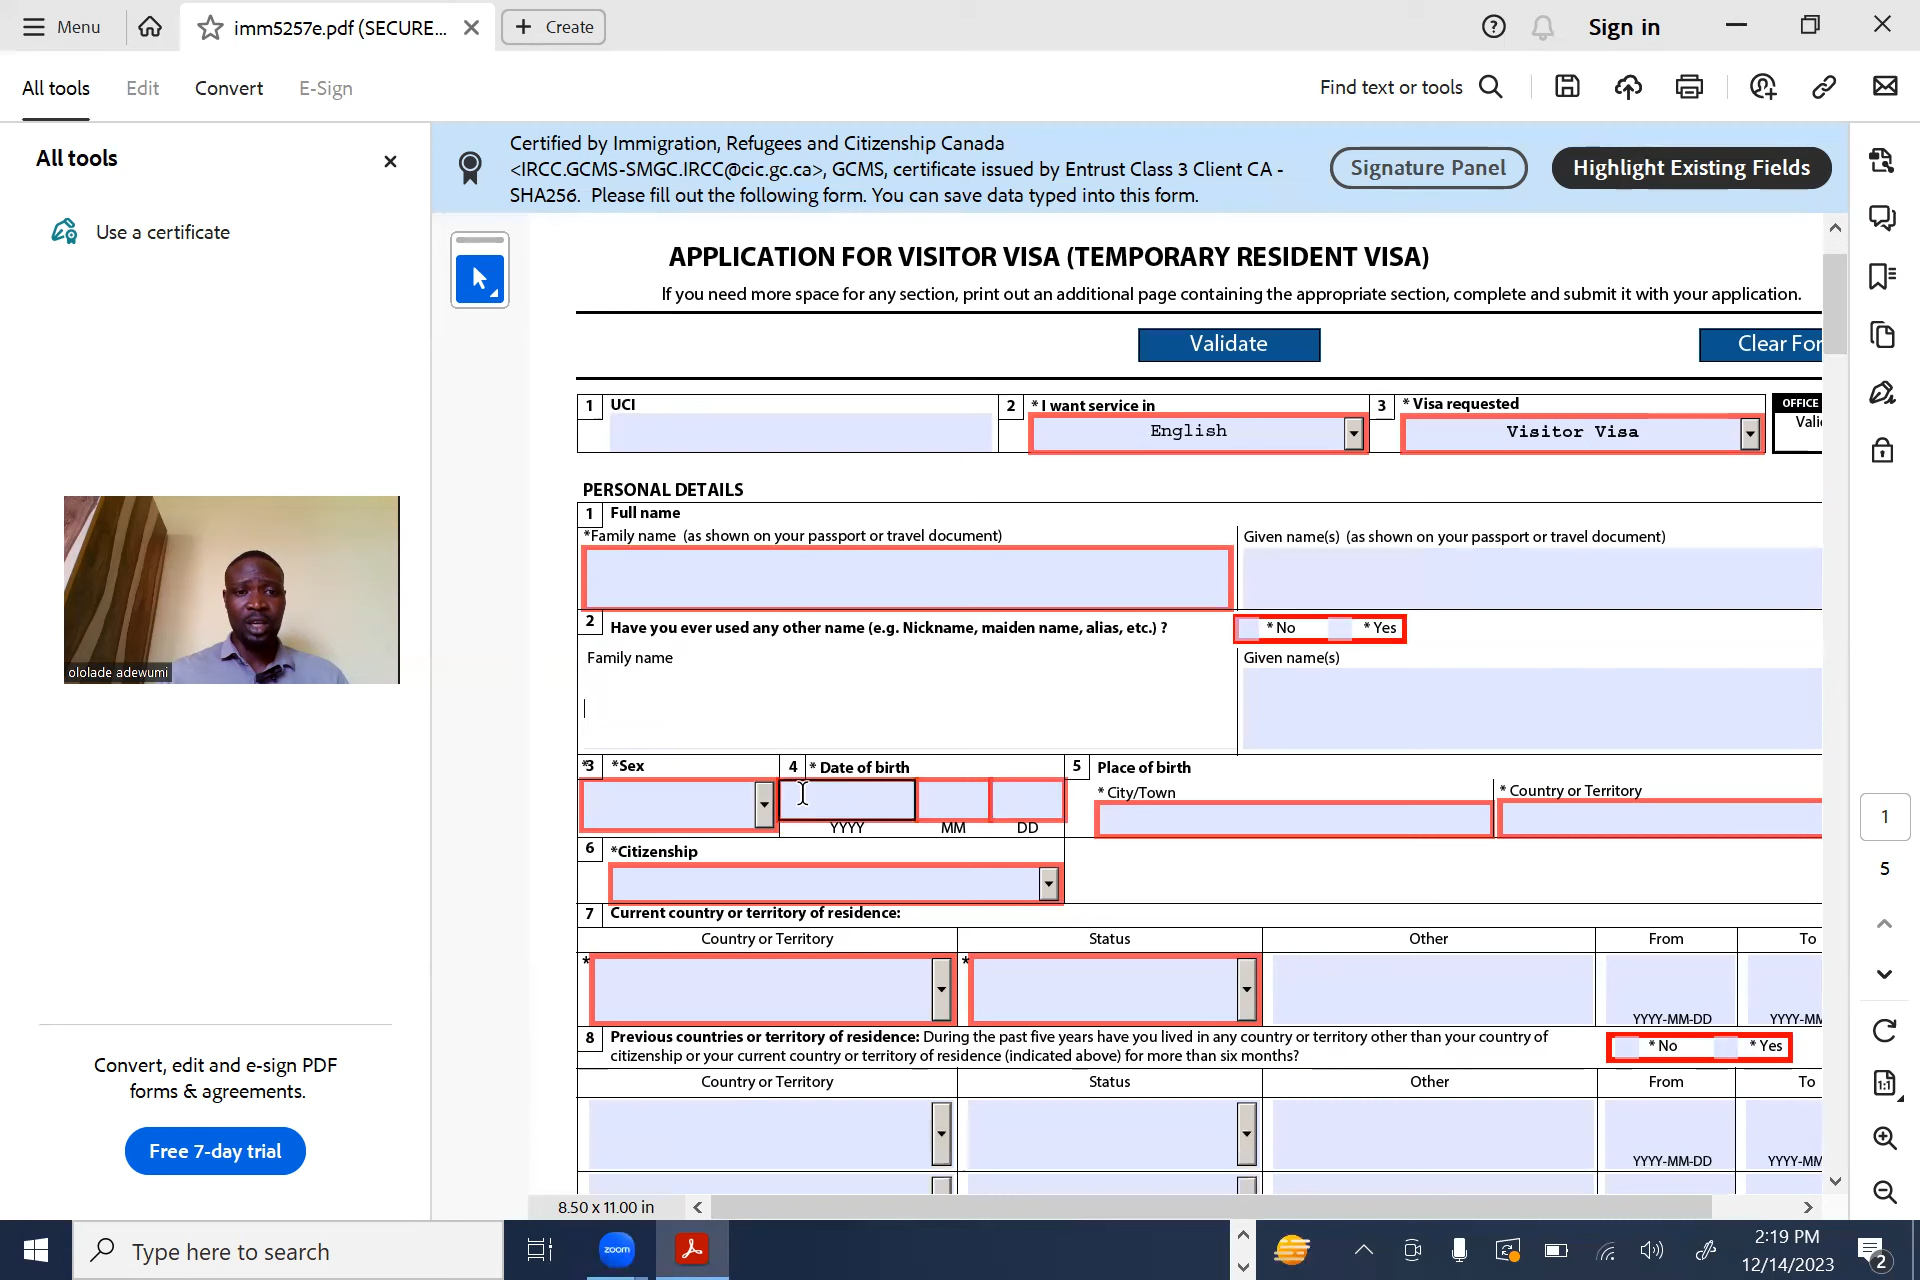 Menu
imm5257e.pdf (SECURE...
Create
Sign in
All tools
Edit
Convert
E-Sign
Find text or tools
All tools
Use a certificate
ololade adewumi
Convert, edit and e-sign PDF
forms & agreements.
Free 7-day trial
Certified by Immigration, Refugees and Citizenship Canada
<IRCC.GCMS-SMGC.IRCC@cic.gc.ca>, GCMS, certificate issued by Entrust Class 3 Client CA -
SHA256. Please fill out the following form. You can save data typed into this form.
Signature Panel
Highlight Existing Fields
APPLICATION FOR VISITOR VISA (TEMPORARY RESIDENT VISA)
If you need more space for any section, print out an additional page containing the appropriate section, complete and submit it with your application.
Validate
Clear For
1 UCI
2 * I want service in
English
3 * Visa requested
Visitor Visa
OFFICE
Vali
PERSONAL DETAILS
1 Full name
*Family name (as shown on your passport or travel document)
Given name(s) (as shown on your passport or travel document)
2 Have you ever used any other name (e.g. Nickname, maiden name, alias, etc.) ?
* No * Yes
Family name
Given name(s)
*3 *Sex
4 * Date of birth
YYYY MM DD
5 Place of birth
* City/Town
* Country or Territory
6 *Citizenship
7 Current country or territory of residence:
Country or Territory Status Other From To
* *
YYYY-MM-DD YYYY-MM
8 Previous countries or territory of residence: During the past five years have you lived in any country or territory other than your country of
citizenship or your current country or territory of residence (indicated above) for more than six months?
* No * Yes
Country or Territory Status Other From To
YYYY-MM-DD YYYY-MM
8.50 x 11.00 in
1
5
1:1
Type here to search
zoom
2:19 PM
12/14/2023
2